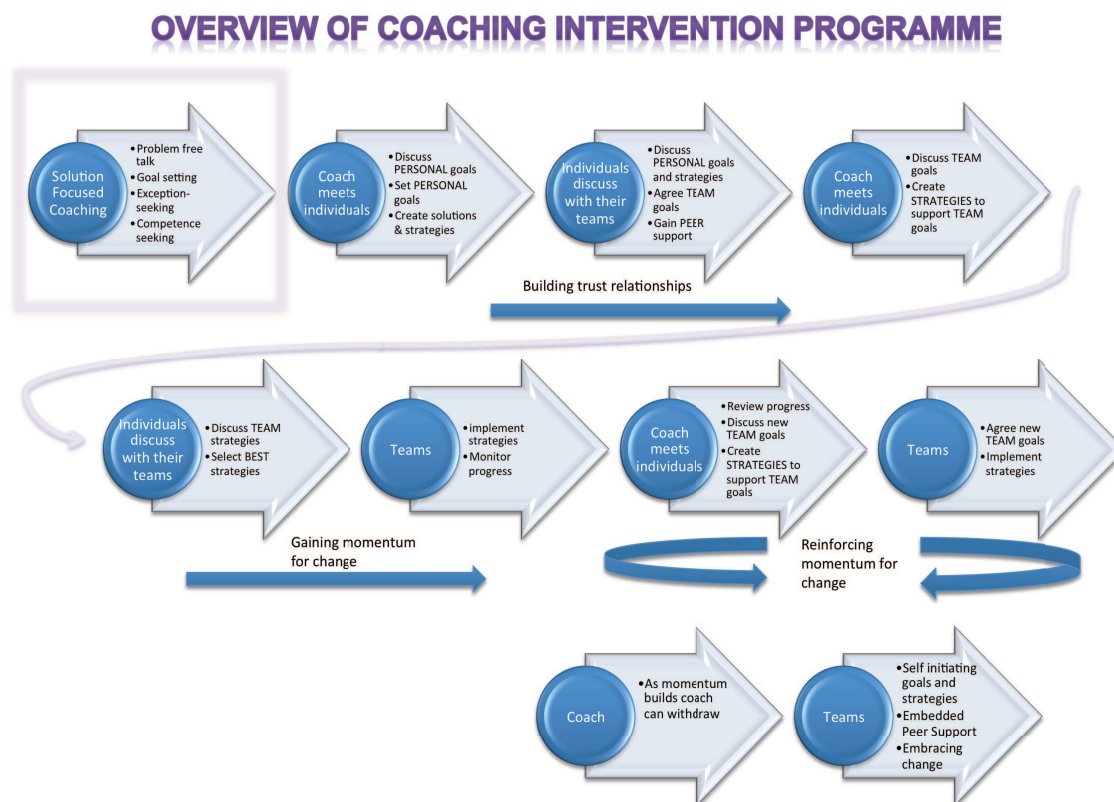 OVERVIEW OF COACHING INTERVENTION PROGRAMME
Solution
Focused
Coaching
•Problem free
talk
•Goal setting
•Exception-
seeking
•Competence
seeking
Coach
meets
individuals
•Discuss
PERSONAL goals
•Set PERSONAL
goals
•Create solutions
& strategies
Individuals
discuss
with their
teams
•Discuss
PERSONAL goals
and strategies
•Agree TEAM
goals
•Gain PEER
support
Coach
meets
individuals
•Discuss TEAM
goals
•Create
STRATEGIES to
support TEAM
goals
Building trust relationships
Individuals
discuss
with their
teams
•Discuss TEAM
strategies
•Select BEST
strategies
Teams
•implement
strategies
•Monitor
progress
Coach
meets
individuals
•Review progress
•Discuss new
TEAM goals
•Create
STRATEGIES to
support TEAM
goals
Teams
•Agree new
TEAM goals
•Implement
strategies
Gaining momentum
for change
Reinforcing
momentum for
change
Coach
•As momentum
builds coach
can withdraw
Teams
•Self initiating
goals and
strategies
•Embedded
Peer Support
•Embracing
change